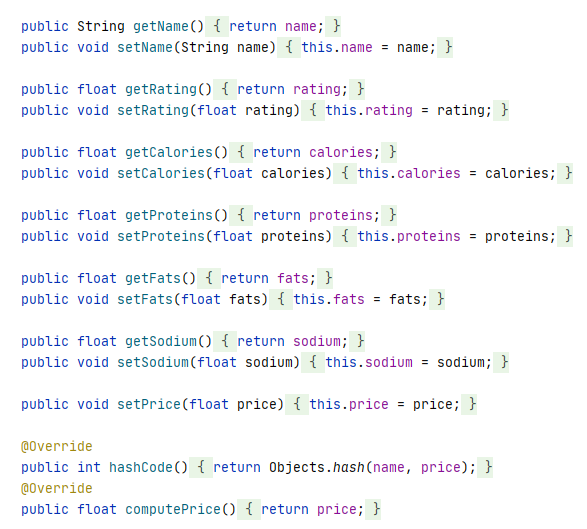 public String getName() { return name; }
public void setName(String name) { this.name = name; }
public float getRating() { return rating; }
public void setRating(float rating) { this.rating = rating; }
public float getCalories() { return calories; }
public void setCalories(float calories) { this.calories = calories; }
public float getProteins() { return proteins; }
public void setProteins(float proteins) { this.proteins = proteins; }
public float getFats() { return fats; }
public void setFats(float fats) { this.fats = fats; }
public float getSodium() { return sodium; }
public void setSodium(float sodium) { this.sodium = sodium; }
public void setPrice(float price) { this.price = price; }
@Override
public int hashCode() { return Objects.hash(name, price); }
@Override
public float computePrice() { return price; }